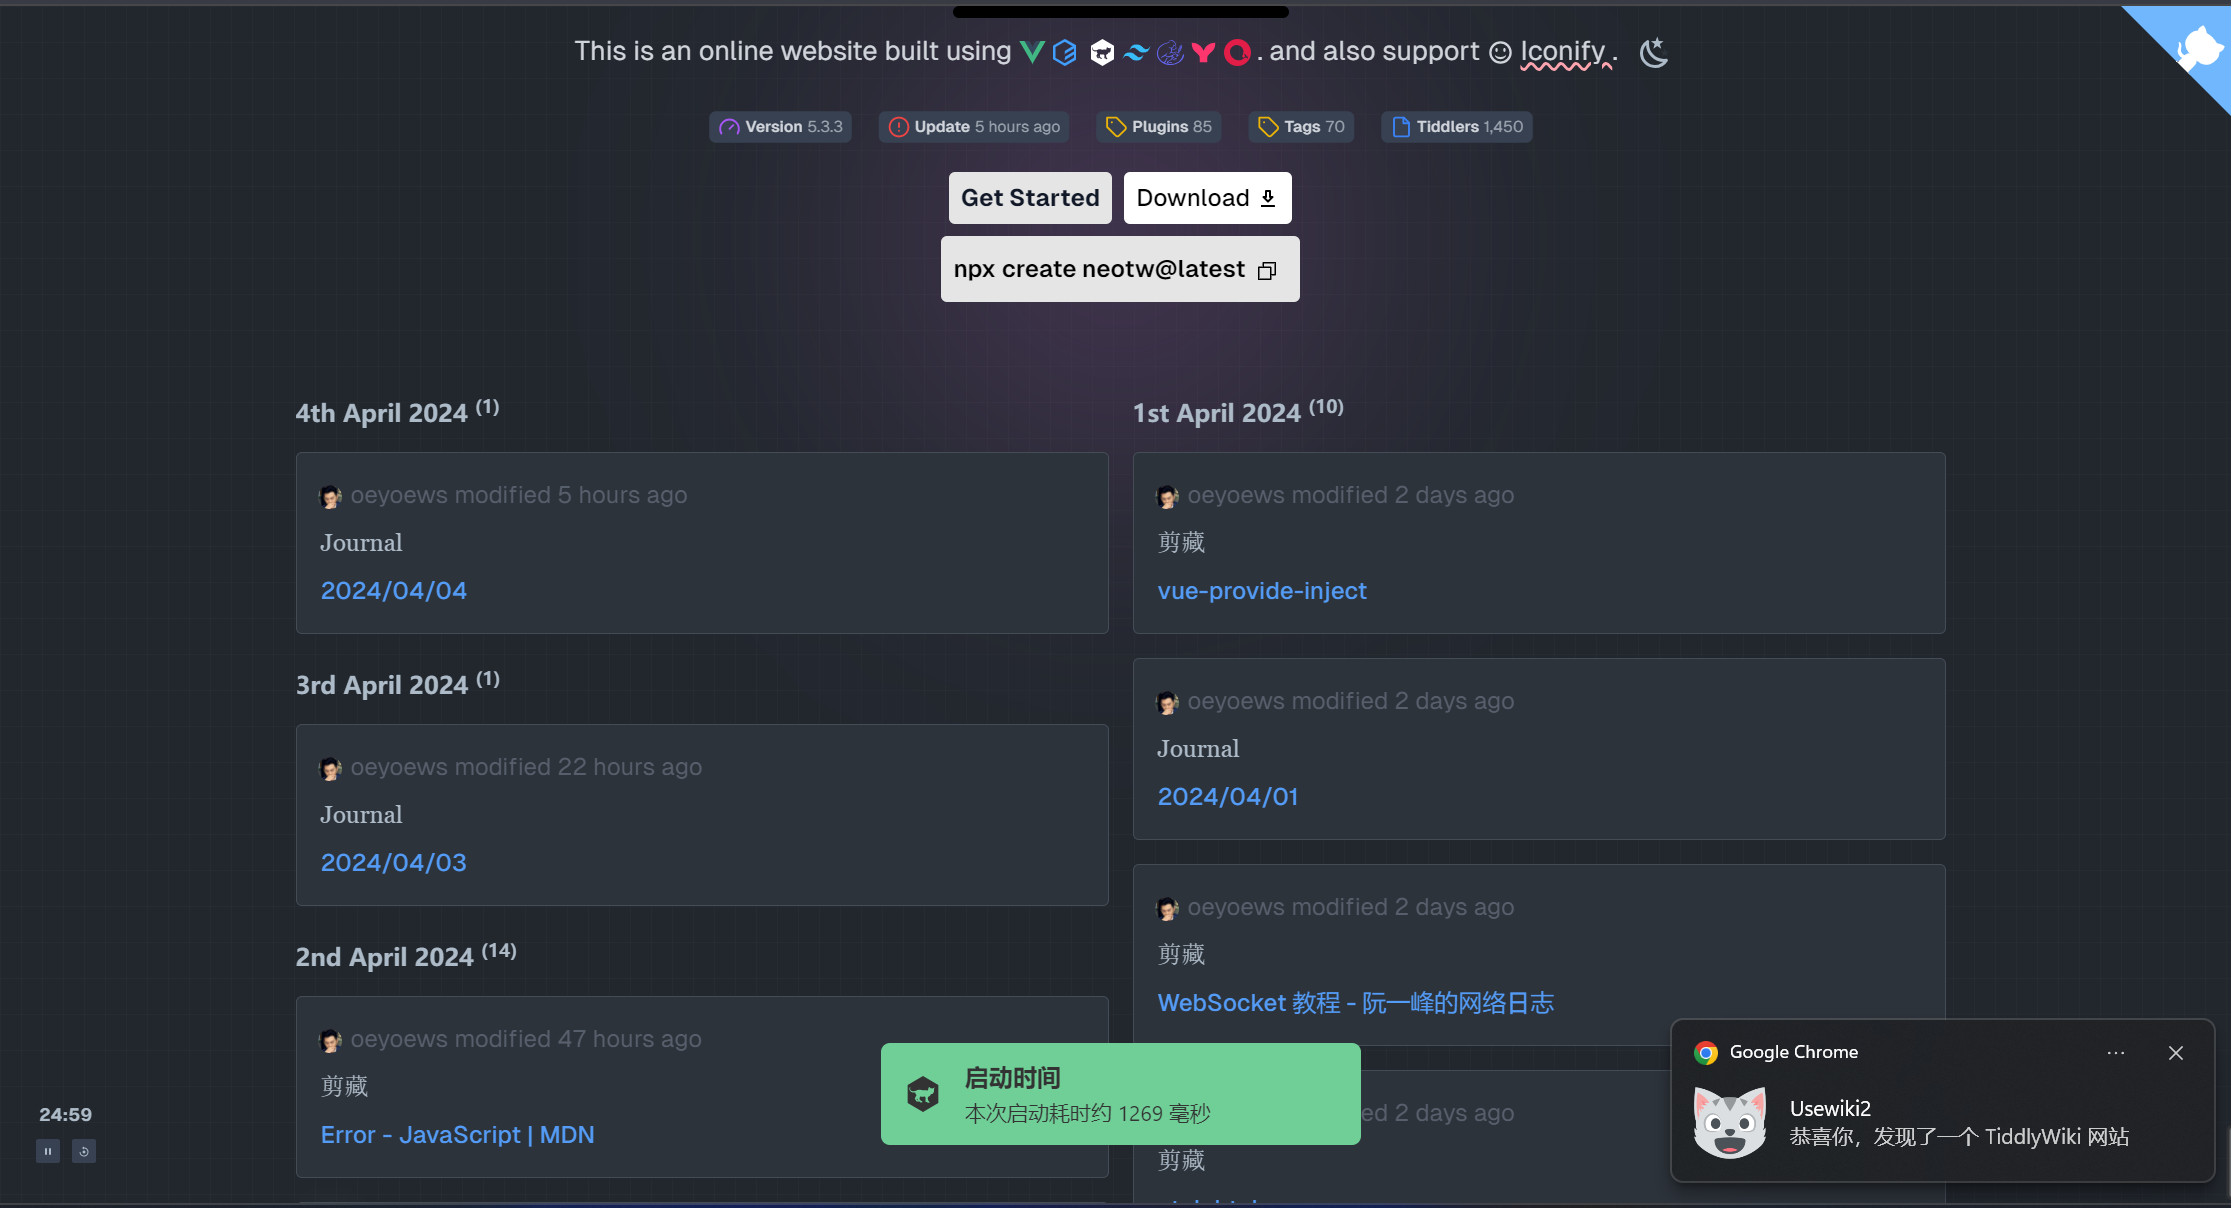 This is an online website built using . and also support Iconify .
Version 5.3.3
Update 5 hours ago
Plugins 85
Tags 70
Tiddlers 1,450
Get Started
Download
npx create neotw@latest
4th April 2024 (1)
oeyoews modified 5 hours ago
Journal
2024/04/04
3rd April 2024 (1)
oeyoews modified 22 hours ago
Journal
2024/04/03
2nd April 2024 (14)
oeyoews modified 47 hours ago
剪藏
Error - JavaScript | MDN
1st April 2024 (10)
oeyoews modified 2 days ago
剪藏
vue-provide-inject
oeyoews modified 2 days ago
Journal
2024/04/01
oeyoews modified 2 days ago
剪藏
WebSocket 教程 - 阮一峰的网络日志
2 days ago
剪藏
24:59
启动时间
本次启动耗时约 1269 毫秒
Google Chrome
Usewiki2
恭喜你，发现了一个 TiddlyWiki 网站